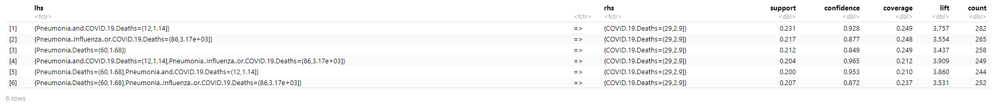 lhs rhs support confidence coverage lift count
<fctr> <fctr> <fctr> <dbl> <dbl> <dbl> <dbl> <dbl>
[1] {Pneumonia.and.COVID.19.Deaths=(12,1.14]} => {COVID.19.Deaths=(29,2.9]} 0.231 0.928 0.249 3.757 282
[2] {Pneumonia..Influenza..or.COVID.19.Deaths=(86,3.17e+03]} => {COVID.19.Deaths=(29,2.9]} 0.217 0.877 0.248 3.554 265
[3] {Pneumonia.Deaths=(60,1.68]} => {COVID.19.Deaths=(29,2.9]} 0.212 0.849 0.249 3.437 258
[4] {Pneumonia.and.COVID.19.Deaths=(12,1.14],Pneumonia..Influenza..or.COVID.19.Deaths=(86,3.17e+03]} => {COVID.19.Deaths=(29,2.9]} 0.204 0.965 0.212 3.909 249
[5] {Pneumonia.Deaths=(60,1.68],Pneumonia.and.COVID.19.Deaths=(12,1.14]} => {COVID.19.Deaths=(29,2.9]} 0.200 0.953 0.210 3.860 244
[6] {Pneumonia.Deaths=(60,1.68],Pneumonia..Influenza..or.COVID.19.Deaths=(86,3.17e+03]} => {COVID.19.Deaths=(29,2.9]} 0.207 0.872 0.237 3.531 252
6 rows